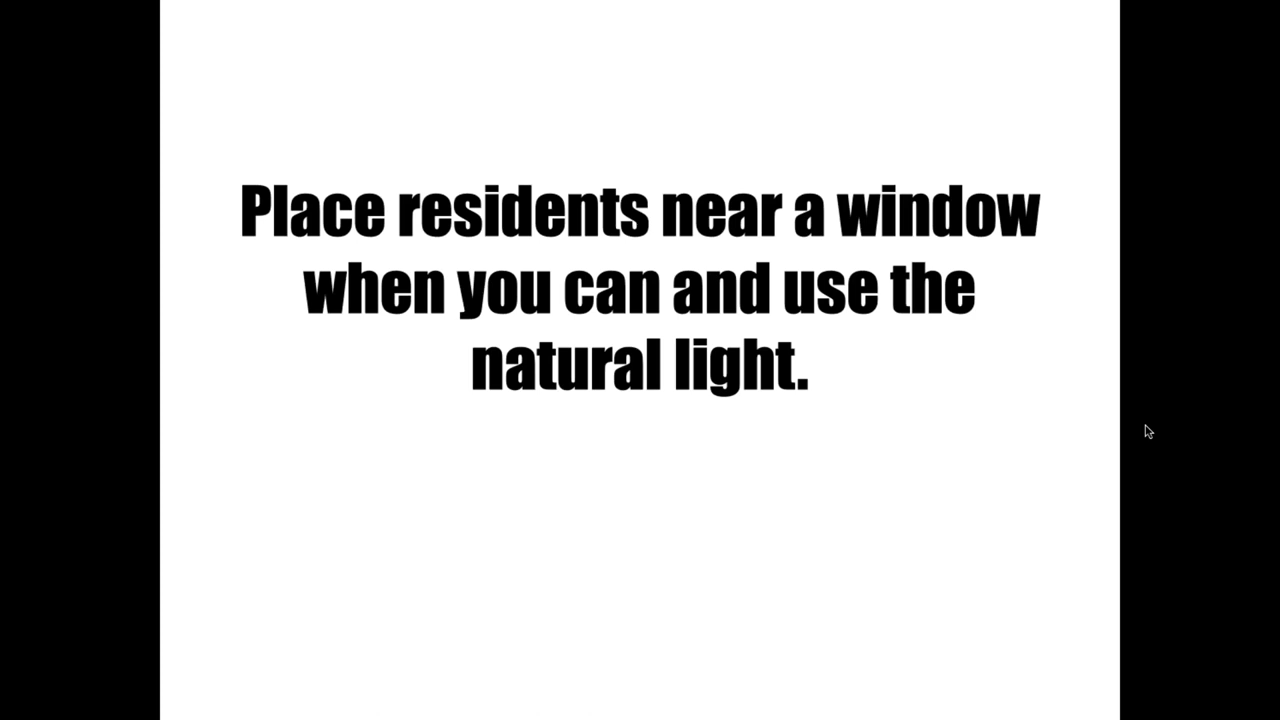 Place residents near a window
when you can and use the
natural light.